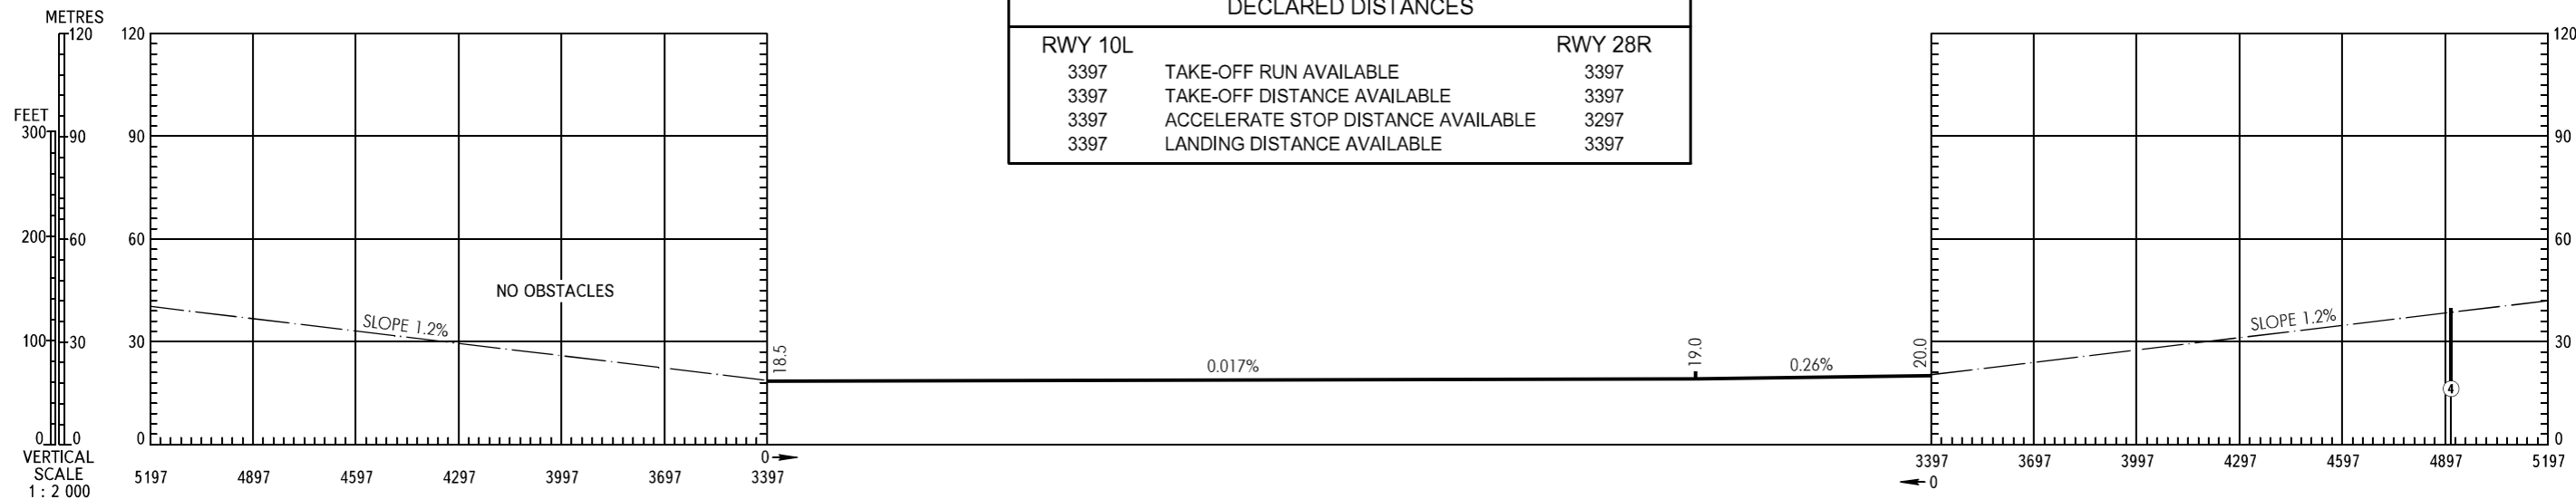 METRES
DECLARED DISTANCES
120 120 120
RWY 10L RWY 28R
3397 TAKE-OFF RUN AVAILABLE 3397
3397 TAKE-OFF DISTANCE AVAILABLE 3397
3397 ACCELERATE STOP DISTANCE AVAILABLE 3297
3397 LANDING DISTANCE AVAILABLE 3397
FEET
300 90 90 90
200 60 60 60
NO OBSTACLES
SLOPE 1.2% SLOPE 1.2%
100 30 30 30
18.5 0.017% 19.0 0.26% 20.0
4
0 0 0 0
VERTICAL
SCALE
1 : 2 000
0
5197 4897 4597 4297 3997 3697 3397
3397 3697 3997 4297 4597 4897 5197
0